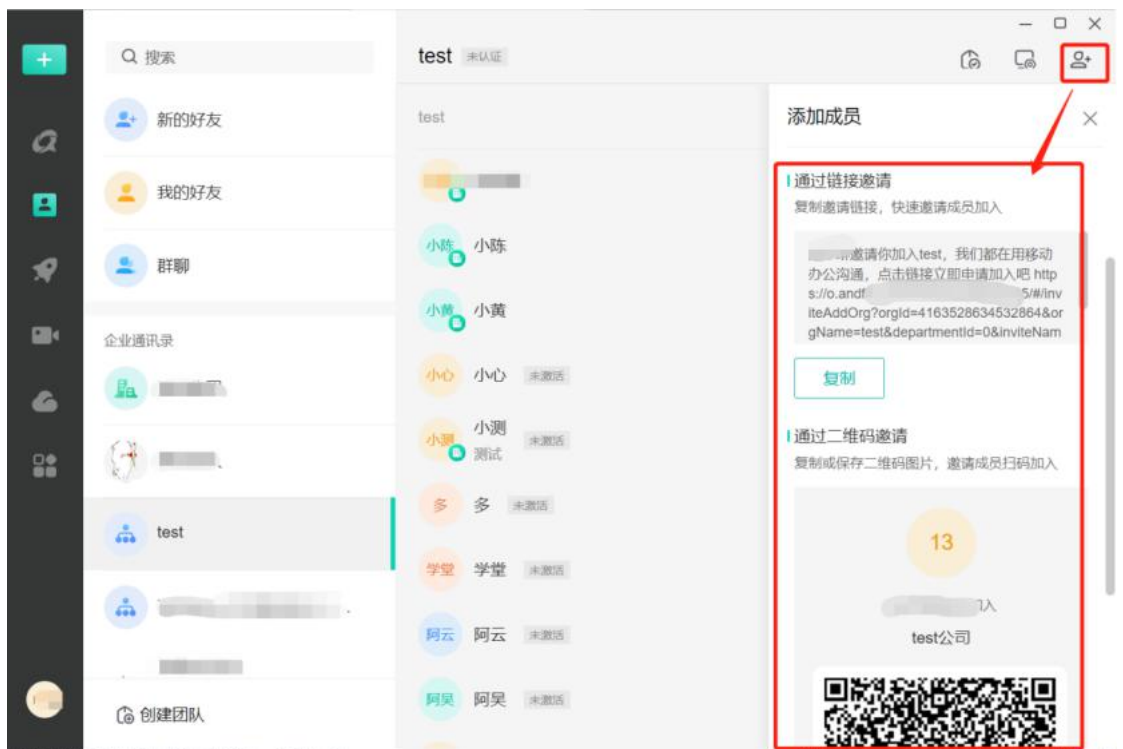 搜索
新的好友
我的好友
群聊
企业通讯录
test
创建团队
test 未认证
test
小陈 小陈
小黄 小黄
小心 小心 未激活
小测 小测 未激活
测试
多 多 未激活
学堂 学堂 未激活
阿云 阿云 未激活
阿吴 阿吴 未激活
添加成员
通过链接邀请
复制邀请链接，快速邀请成员加入
邀请你加入test，我们都在用移动
办公沟通，点击链接立即申请加入吧 http
s://o.andf 5/#/inv
iteAddOrg?orgId=4163528634532864&or
gName=test&departmentId=0&inviteNam
复制
通过二维码邀请
复制或保存二维码图片，邀请成员扫码加入
13
入
test公司